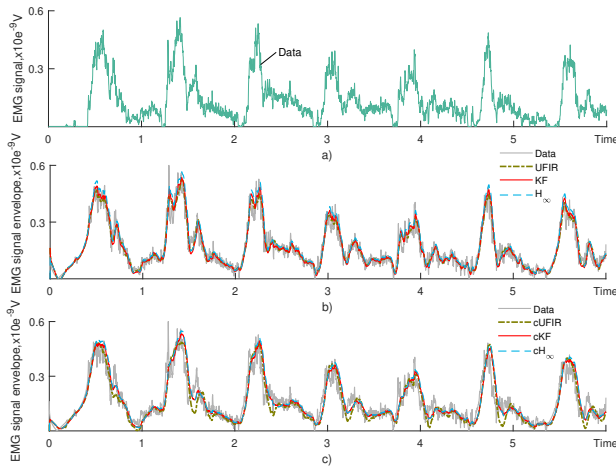 EMG signal,x10e⁻⁹V
0.6
0.3
Data
0 1 2 3 4 5 Time
a)
EMG signal envelope,x10e⁻⁹V
0.6
0.3
Data
UFIR
KF
H∞
0 1 2 3 4 5 Time
b)
EMG signal envelope,x10e⁻⁹V
0.6
0.3
Data
cUFIR
cKF
cH∞
0 1 2 3 4 5 Time
c)